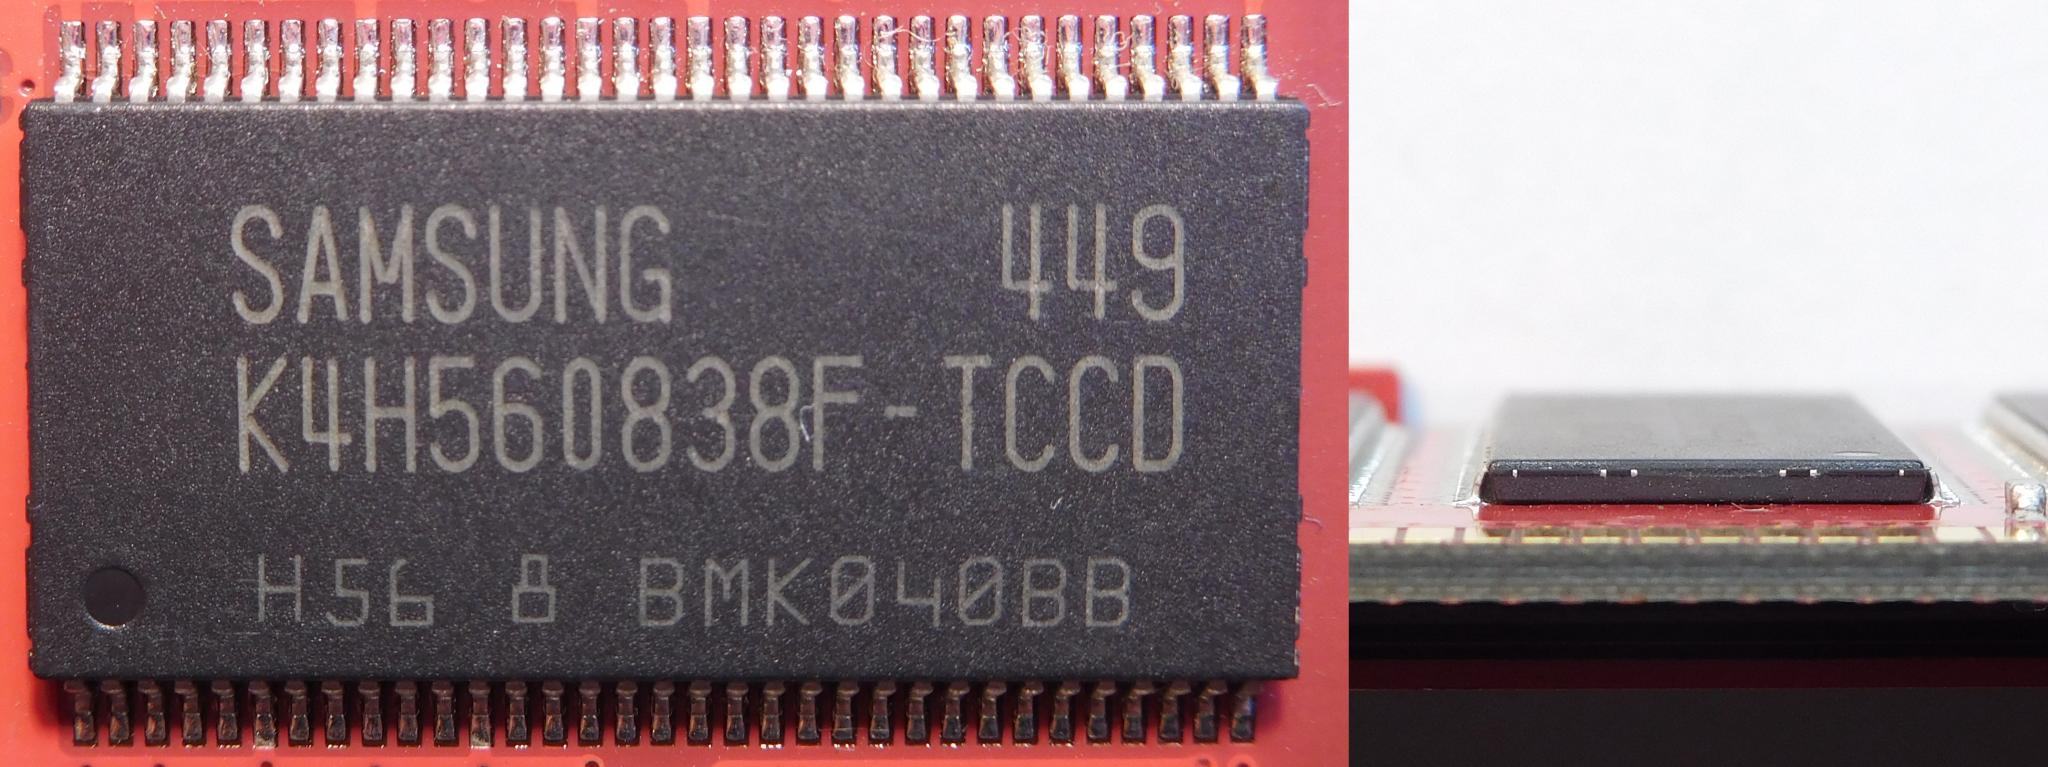 SAMSUNG 449
K4H560838F-TCCD
H56 8 BMK040BB